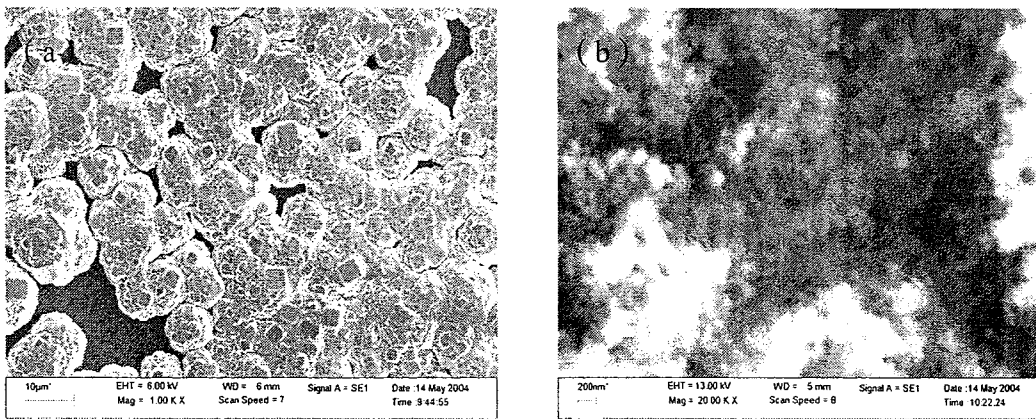 ( a
( b )
10µm
EHT = 6.00 kV
WD = 6 mm
Signal A = SE1
Date :14 May 2004
Mag = 1.00 K X
Scan Speed = 7
Time :9:44:55
200nm
EHT = 13.00 kV
WD = 5 mm
Signal A = SE1
Date :14 May 2004
Mag = 20.00 K X
Scan Speed = 8
Time :10:22:24